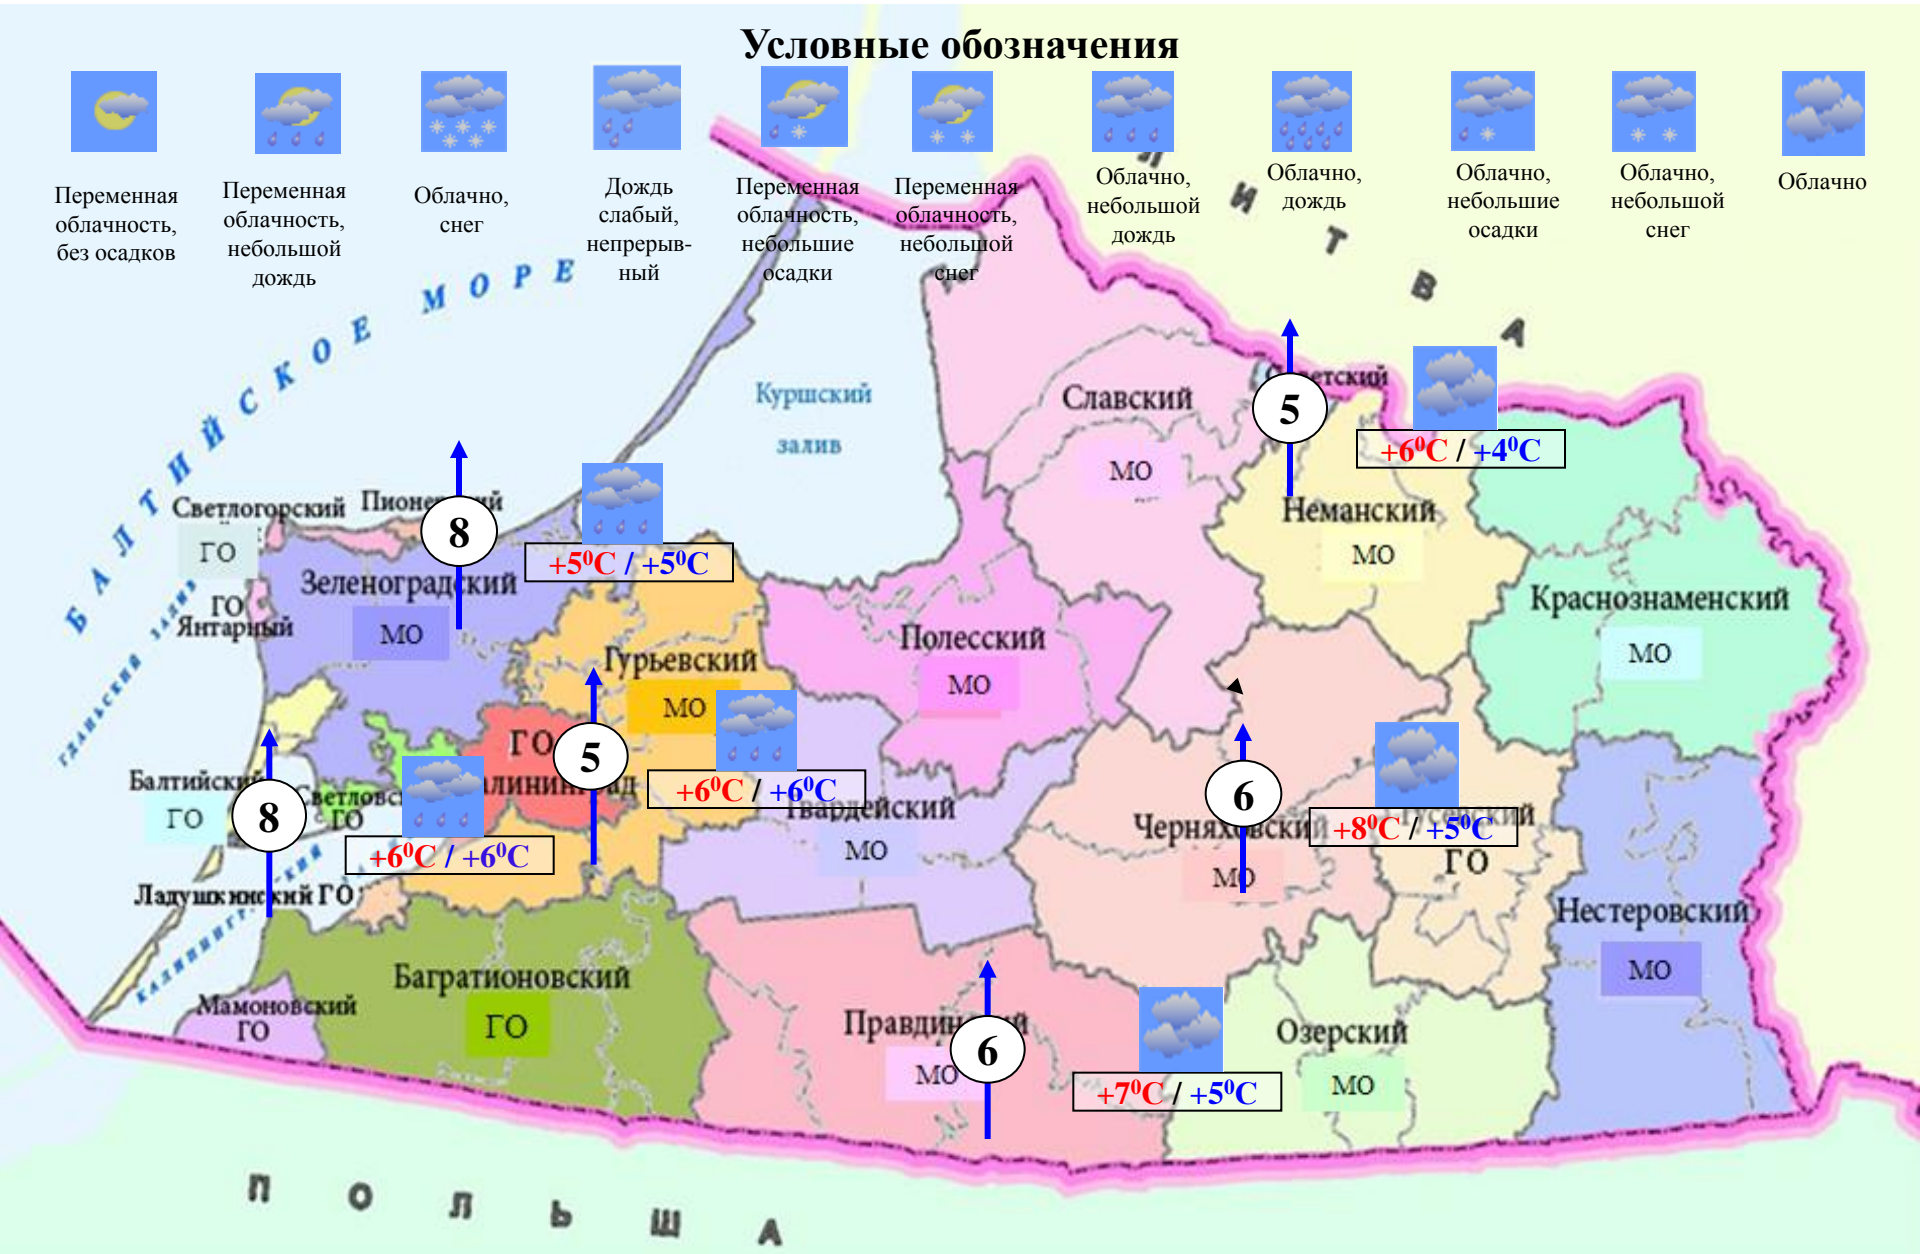 Условные обозначения
Переменная
облачность,
без осадков
Переменная
облачность,
небольшой
дождь
Облачно,
снег
Дождь
слабый,
непрерыв-
ный
Переменная
облачность,
небольшие
осадки
Переменная
облачность,
небольшой
снег
Облачно,
небольшой
дождь
Облачно,
дождь
Облачно,
небольшие
осадки
Облачно,
небольшой
снег
Облачно
БАЛТИЙСКОЕ МОРЕ
ЛИТВА
Куршский
залив
Славский
МО
5
+6⁰C / +4⁰C
Неманский
МО
Светлогорский
ГО
8
+5⁰C / +5⁰C
Зеленоградский
МО
ГО
Янтарный
Краснознаменский
МО
Полесский
МО
Гурьевский
МО
ГО
5
+6⁰C / +6⁰C
Балтийский
ГО
8
ГО
+6⁰C / +6⁰C
МО
6
Черняховский
МО
+8⁰C / +5⁰C
ГО
Ладушкинский ГО
Нестеровский
МО
Багратионовский
ГО
Мамоновский
ГО
МО
6
+7⁰C / +5⁰C
Озерский
МО
ПОЛЬША